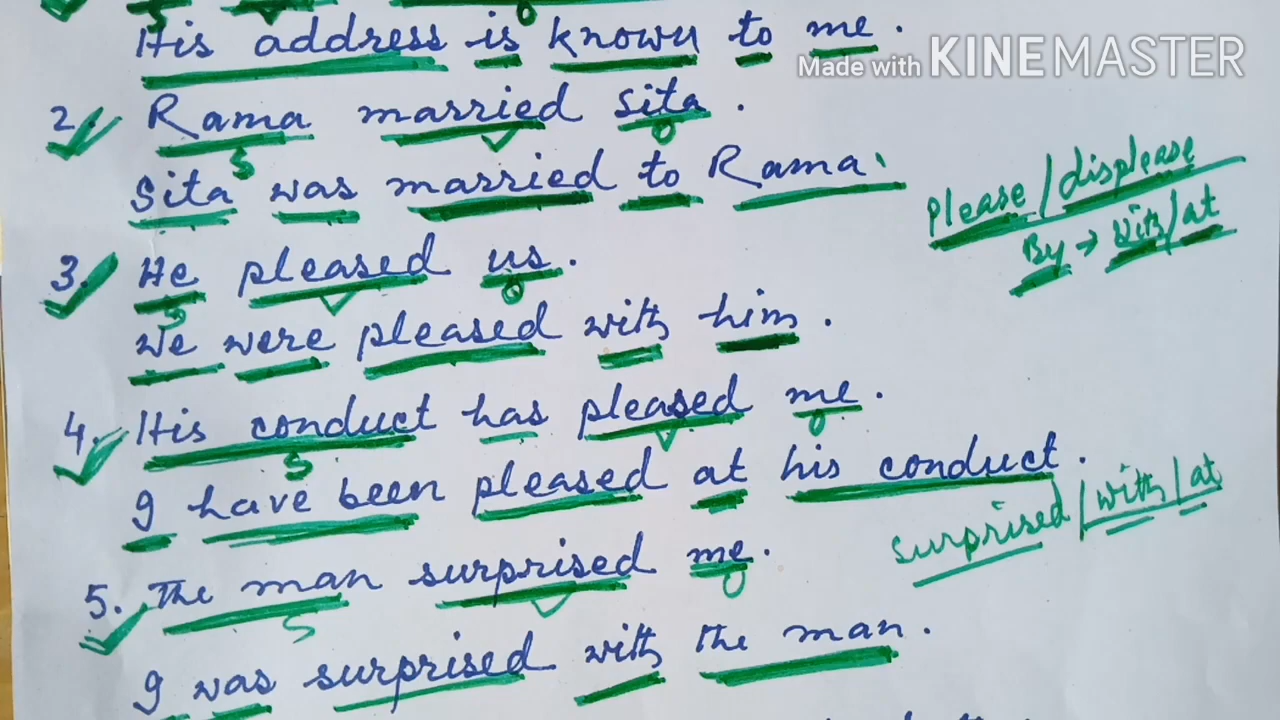 His address is known to me.
Made with KINEMASTER
2. Rama married Sita.
Sita was married to Rama.
Please/displease
By → with/at
3. He pleased us.
We were pleased with him.
4. His conduct has pleased me.
I have been pleased at his conduct.
surprised/with/at
5. The man surprised me.
I was surprised with the man.